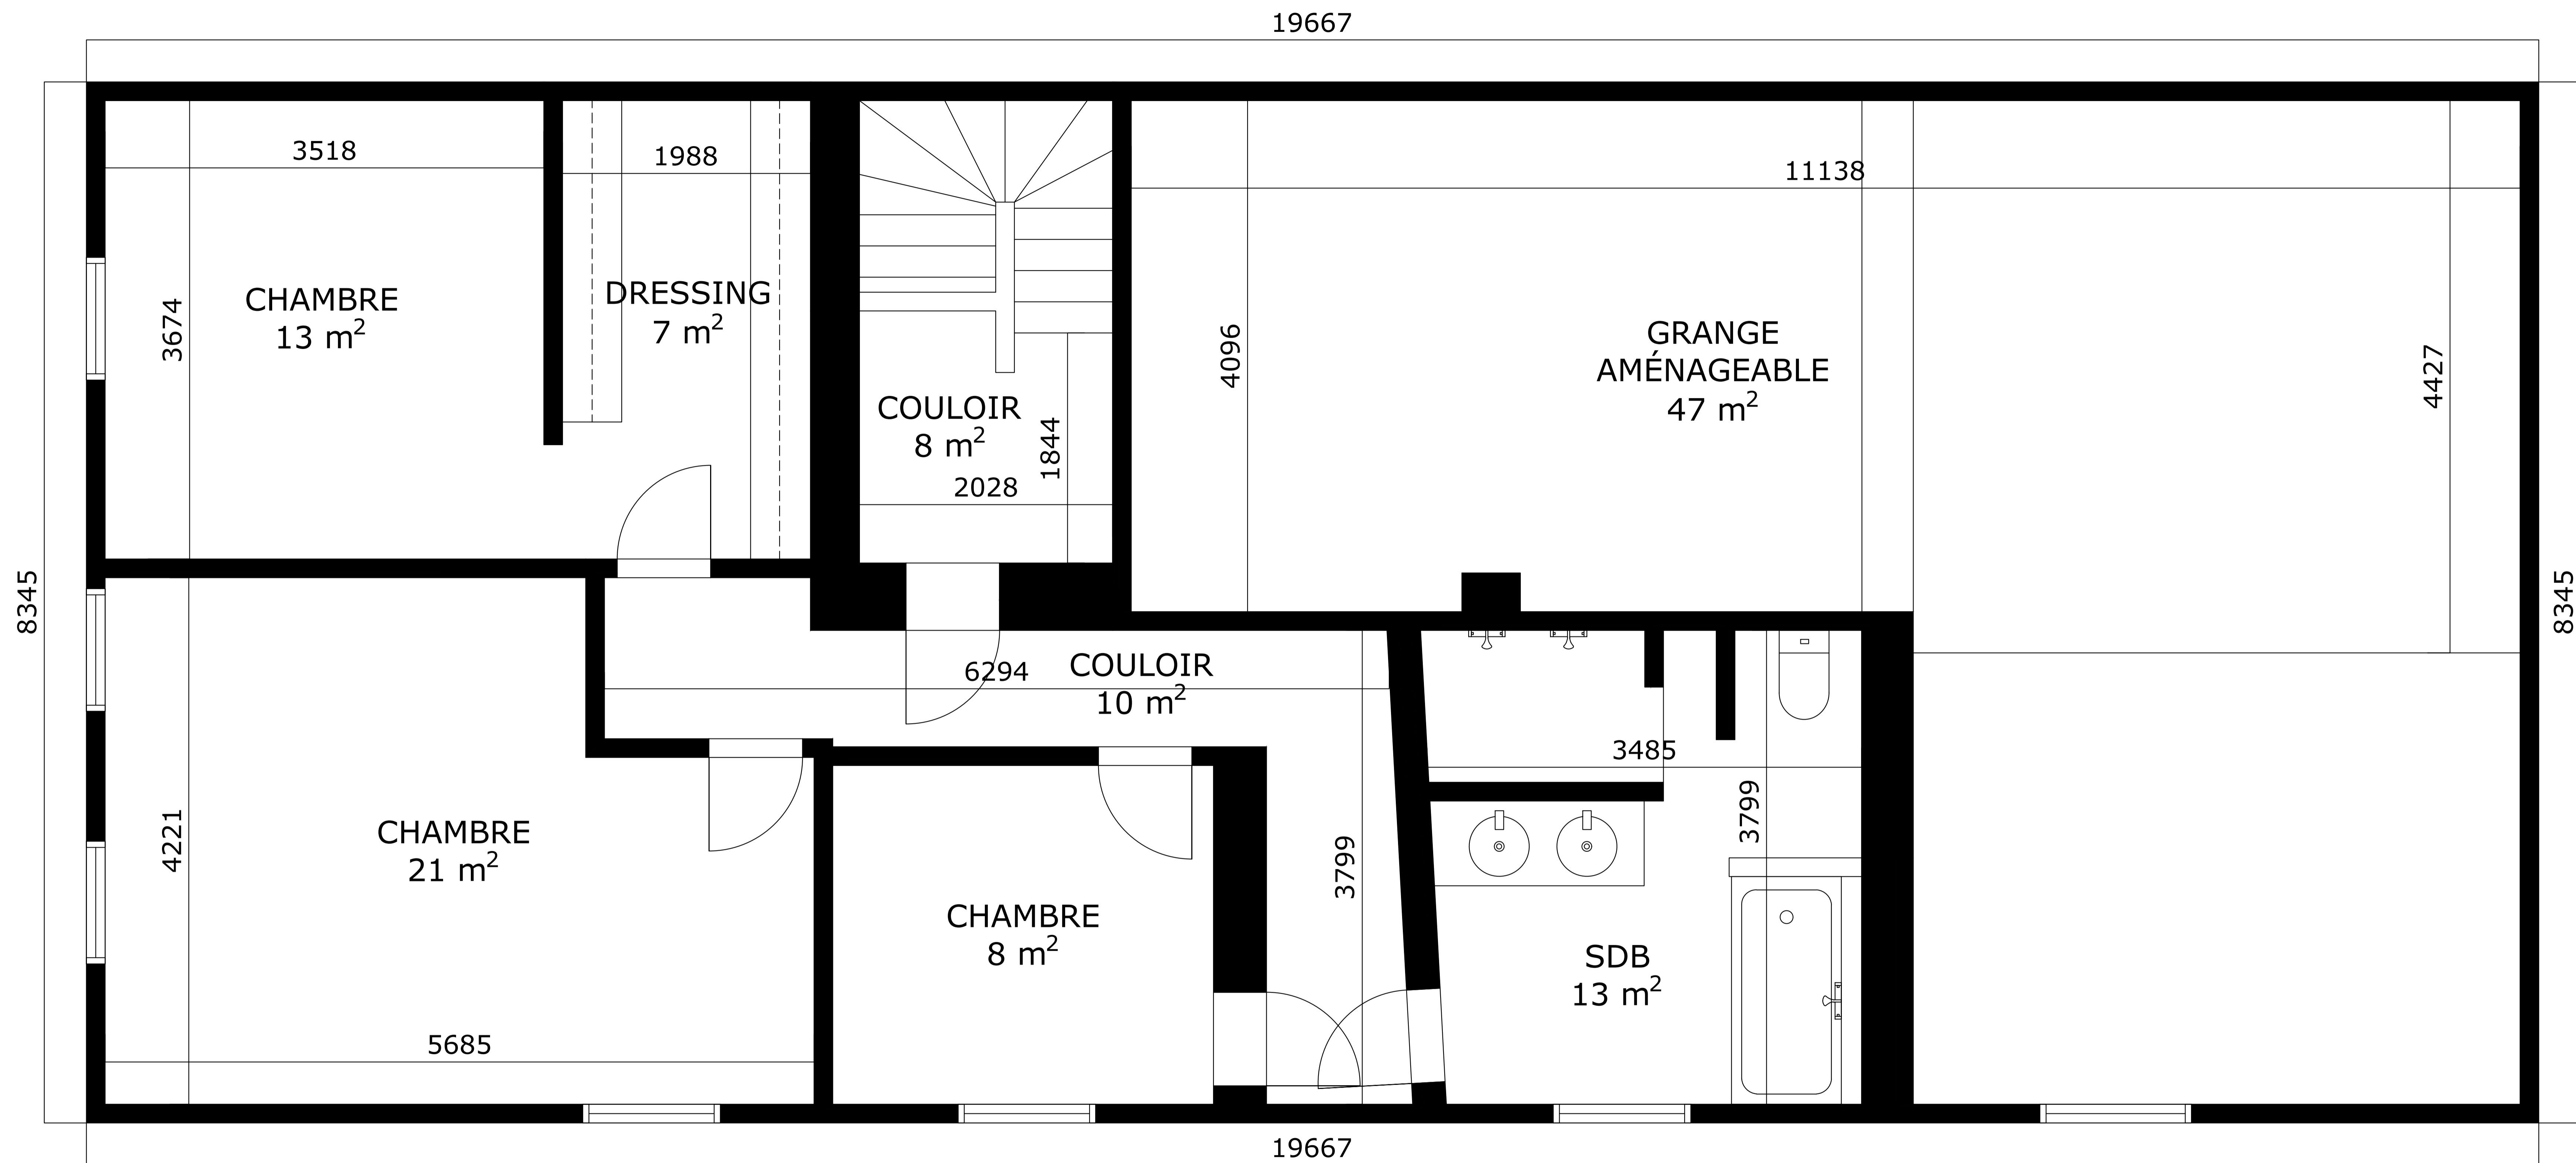 19667
3518
1988
11138
CHAMBRE
13 m²
3674
DRESSING
7 m²
COULOIR
8 m²
1844
2028
4096
GRANGE
AMÉNAGEABLE
47 m²
4427
8345
8345
6294
COULOIR
10 m²
3485
3799
CHAMBRE
21 m²
4221
5685
CHAMBRE
8 m²
3799
SDB
13 m²
19667